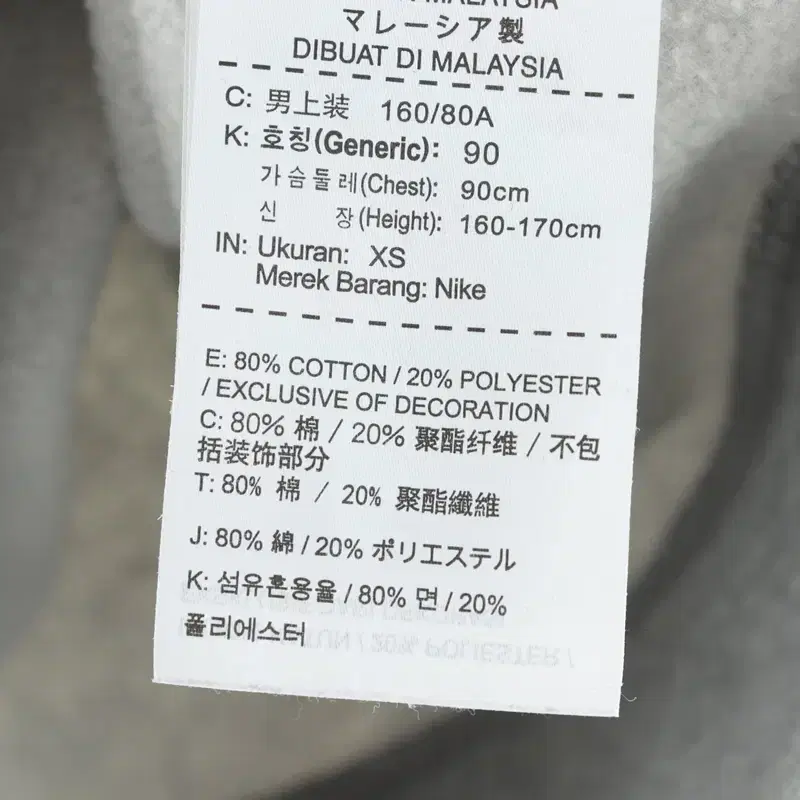 MALAYSIA
マレーシア製
DIBUAT DI MALAYSIA
C: 男上装 160/80A
K: 호칭(Generic): 90
가슴둘레(Chest): 90cm
신 장(Height): 160-170cm
IN: Ukuran: XS
Merek Barang: Nike
E: 80% COTTON / 20% POLYESTER
/ EXCLUSIVE OF DECORATION
C: 80% 棉 / 20% 聚酯纤维 / 不包
括装饰部分
T: 80% 棉 / 20% 聚酯纖維
J: 80% 綿 / 20% ポリエステル
K: 섬유혼용율 / 80% 면 / 20%
폴리에스터